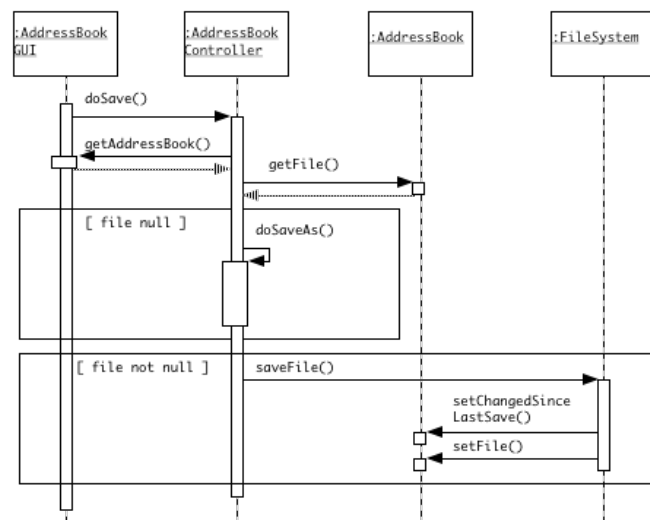 :AddressBook
GUI
:AddressBook
Controller
:AddressBook
:FileSystem
doSave()
getAddressBook()
getFile()
[ file null ]
doSaveAs()
[ file not null ]
saveFile()
setChangedSince
LastSave()
setFile()